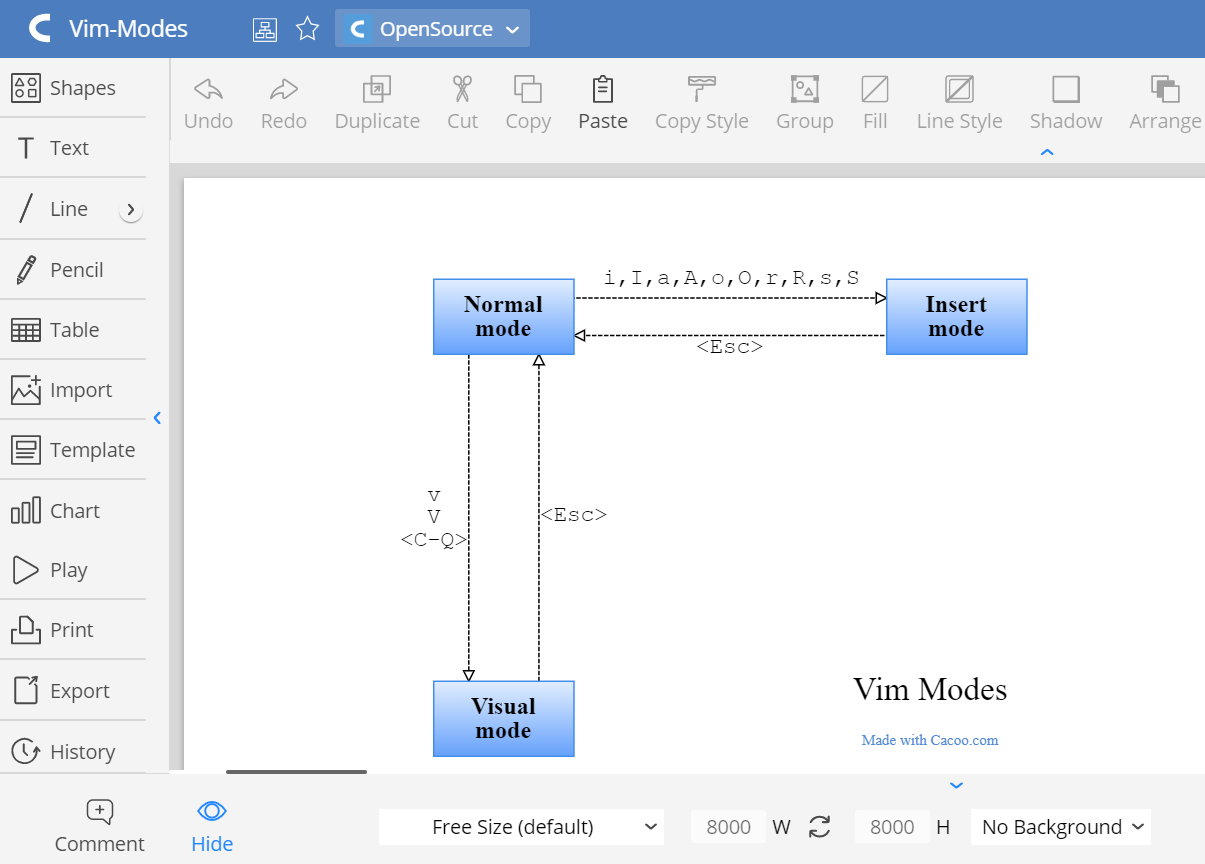 Vim-Modes
OpenSource
Shapes
Text
Line
Pencil
Table
Import
Template
Chart
Play
Print
Export
History
Undo
Redo
Duplicate
Cut
Copy
Paste
Copy Style
Group
Fill
Line Style
Shadow
Arrange
Normal
mode
i,I,a,A,o,O,r,R,s,S
<Esc>
Insert
mode
v
V
<C-Q>
<Esc>
Visual
mode
Vim Modes
Made with Cacoo.com
Comment
Hide
Free Size (default)
8000 W
8000 H
No Background